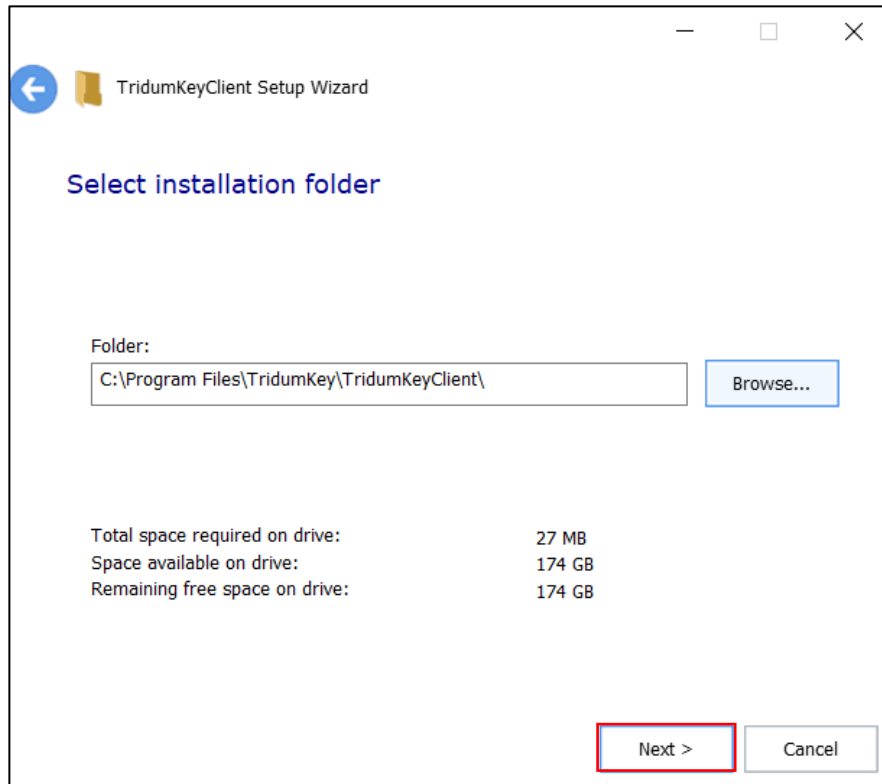 TridumKeyClient Setup Wizard
Select installation folder
Folder:
C:\Program Files\TridumKey\TridumKeyClient\
Browse...
Total space required on drive: 27 MB
Space available on drive: 174 GB
Remaining free space on drive: 174 GB
Next > Cancel